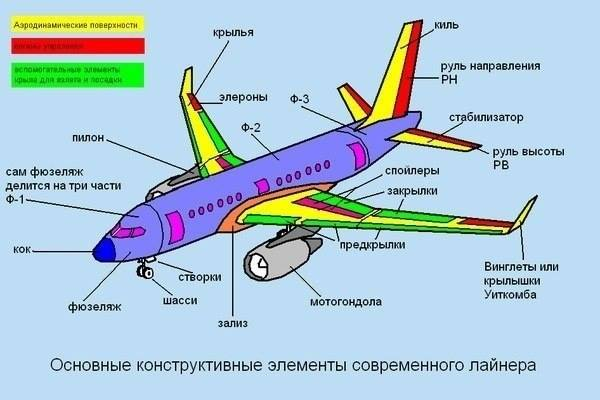 Аэродинамические поверхности
органы управления
вспомогательные элементы
крыла для взлета и посадки
крылья
киль
руль направления
РН
элероны
Ф-3
стабилизатор
Ф-2
пилон
руль высоты
РВ
сам фюзеляж
делится на три части
Ф-1
спойлеры
закрылки
кок
предкрылки
створки
шасси
Винглеты или
крылышки
Уиткомба
фюзеляж
зализ
мотогондола
Основные конструктивные элементы современного лайнера